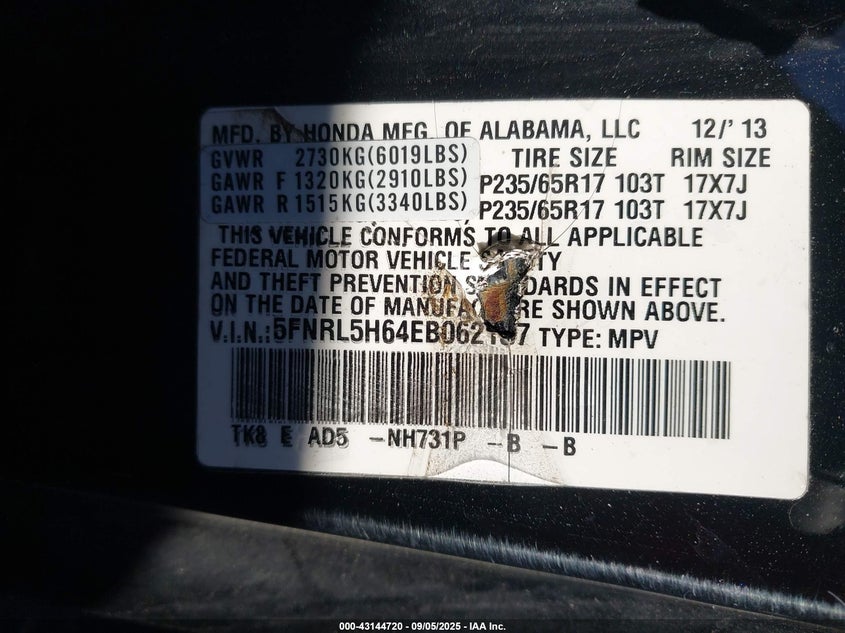 MFD. BY HONDA MFG. OF ALABAMA, LLC 12/' 13
GVWR 2730KG(6019LBS) TIRE SIZE RIM SIZE
GAWR F 1320KG(2910LBS) P235/65R17 103T 17X7J
GAWR R 1515KG(3340LBS) P235/65R17 103T 17X7J
THIS VEHICLE CONFORMS TO ALL APPLICABLE
FEDERAL MOTOR VEHICLE
AND THEFT PREVENTION IN EFFECT
ON THE DATE OF SHOWN ABOVE.
V.I.N.: TYPE: MPV
TK8 E AD5 -NH731P -B -B
000-43144720 - 09/05/2025 - IAA Inc.